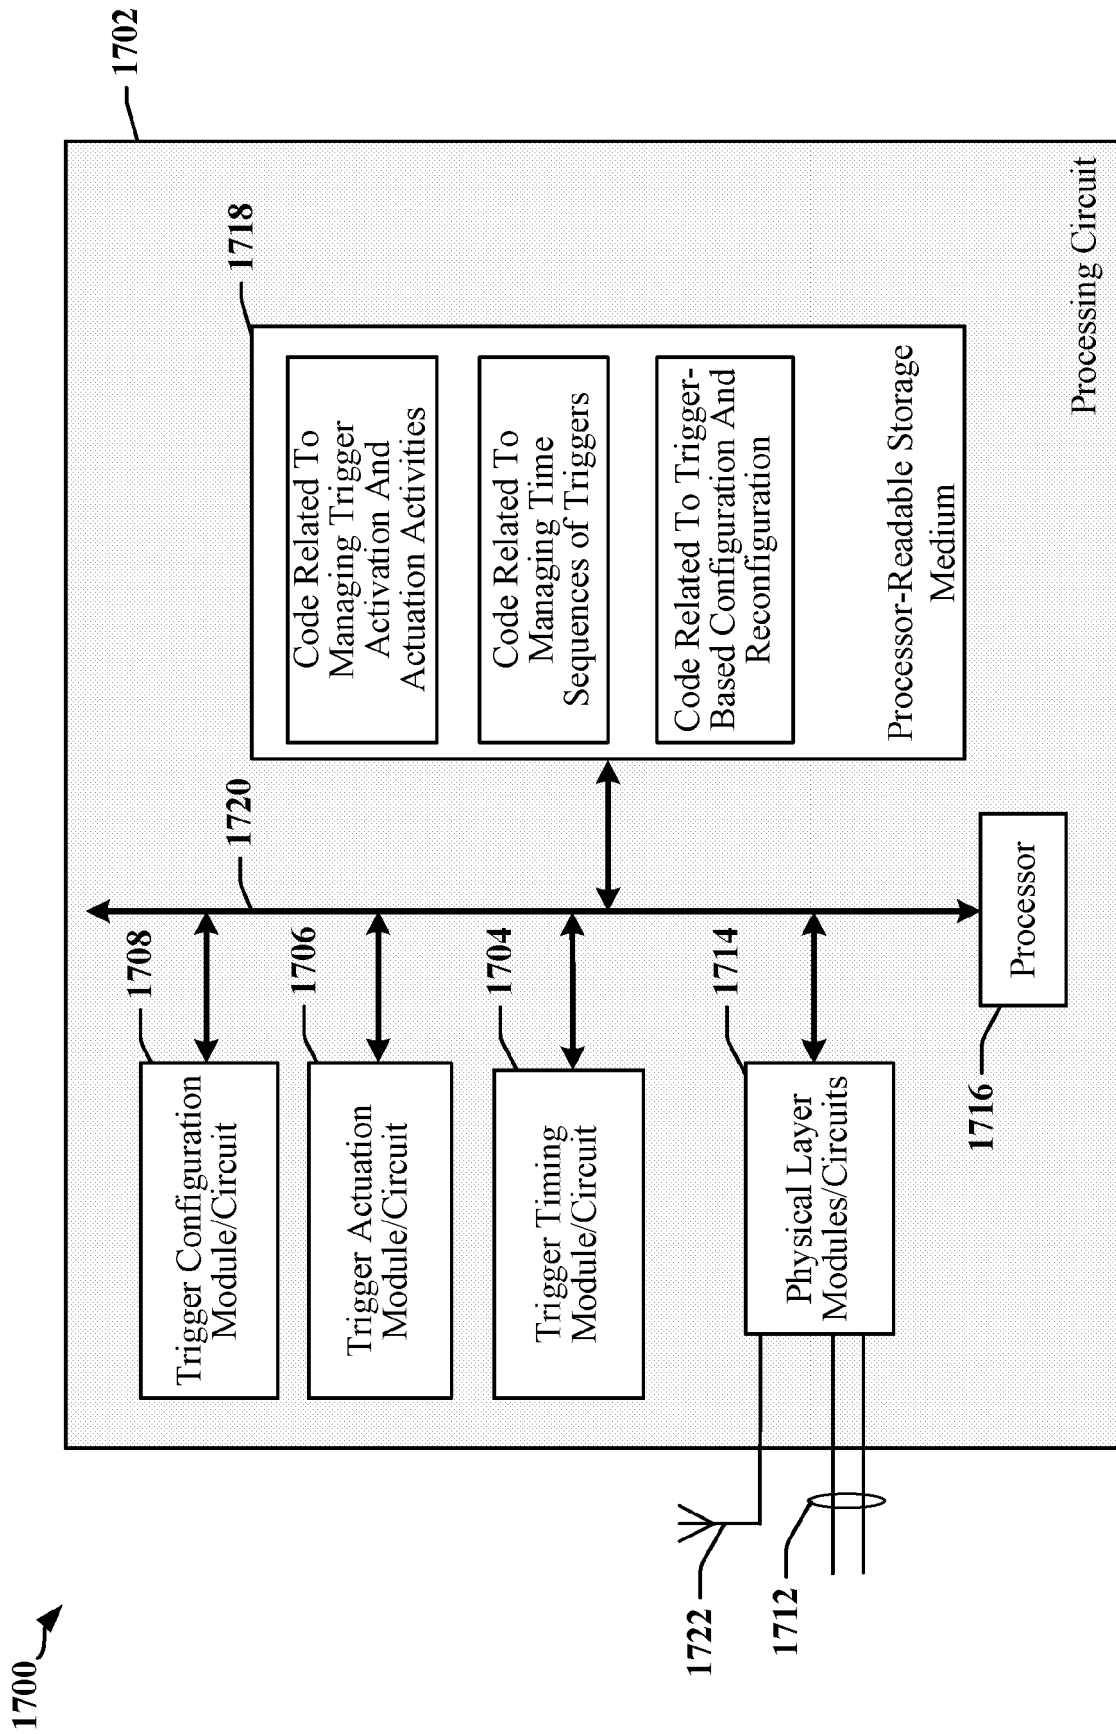 1700
1702
1708
Trigger Configuration
Module/Circuit
1706
Trigger Actuation
Module/Circuit
1704
Trigger Timing
Module/Circuit
1714
Physical Layer
Modules/Circuits
1722
1712
1720
1716
Processor
1718
Code Related To
Managing Trigger
Activation And
Actuation Activities
Code Related To
Managing Time
Sequences of Triggers
Code Related To Trigger-
Based Configuration And
Reconfiguration
Processor-Readable Storage
Medium
Processing Circuit